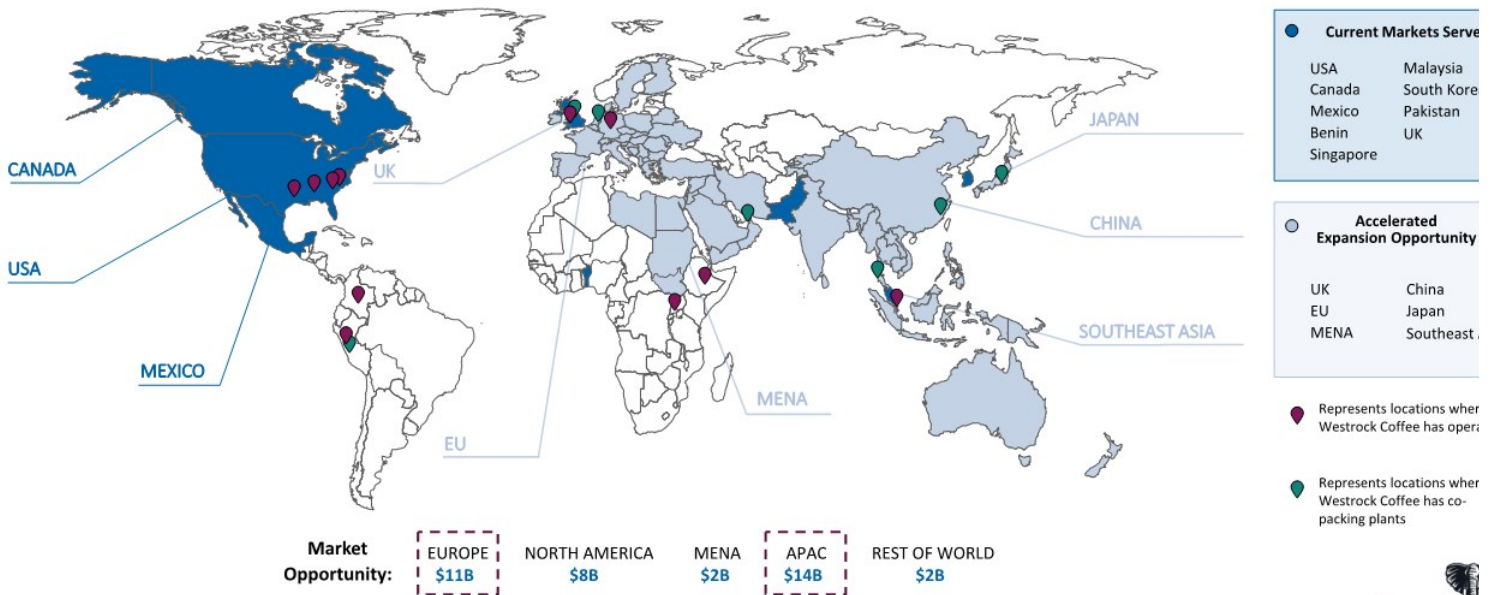 CANADA
USA
MEXICO
UK
EU
MENA
JAPAN
CHINA
SOUTHEAST ASIA
Current Markets Serve
USA Malaysia
Canada South Kore
Mexico Pakistan
Benin UK
Singapore
Accelerated
Expansion Opportunity
UK China
EU Japan
MENA Southeast
Represents locations wher
Westrock Coffee has opera
Represents locations wher
Westrock Coffee has co-
packing plants
Market Opportunity:
EUROPE NORTH AMERICA MENA APAC REST OF WORLD
$11B $8B $2B $14B $2B